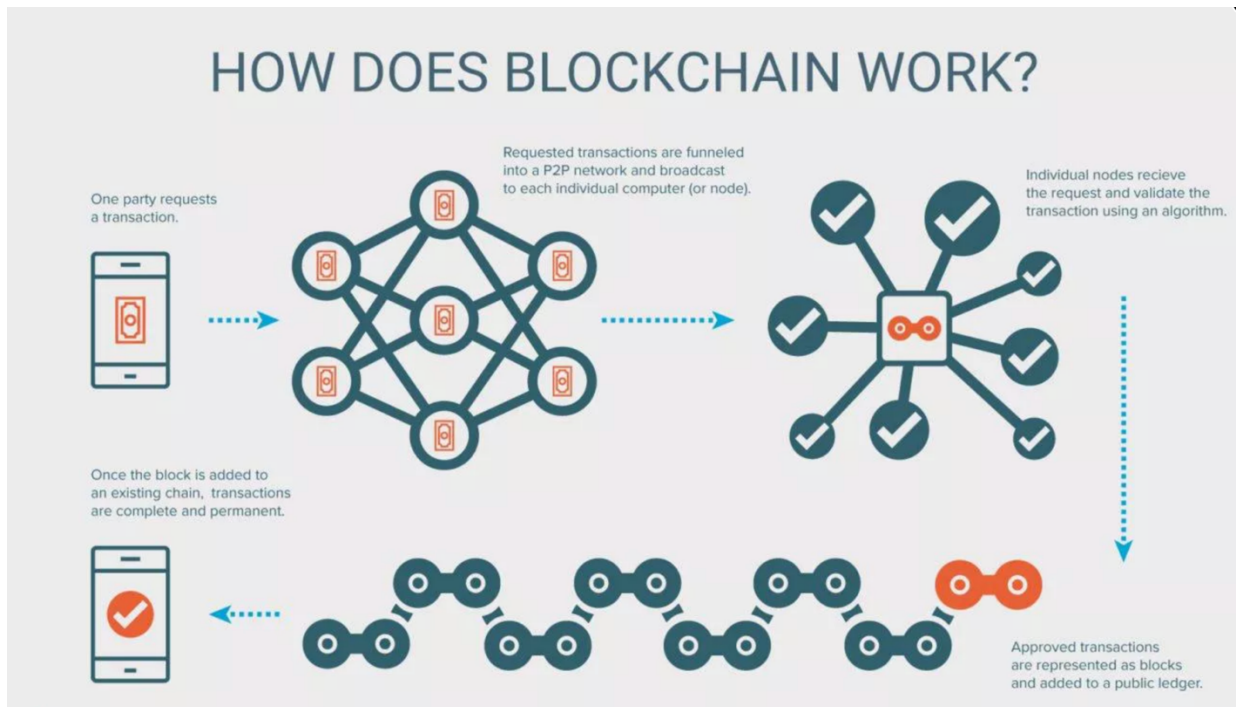 HOW DOES BLOCKCHAIN WORK?
One party requests
a transaction.
Requested transactions are funneled
into a P2P network and broadcast
to each individual computer (or node).
Individual nodes recieve
the request and validate the
transaction using an algorithm.
Approved transactions
are represented as blocks
and added to a public ledger.
Once the block is added to
an existing chain, transactions
are complete and permanent.